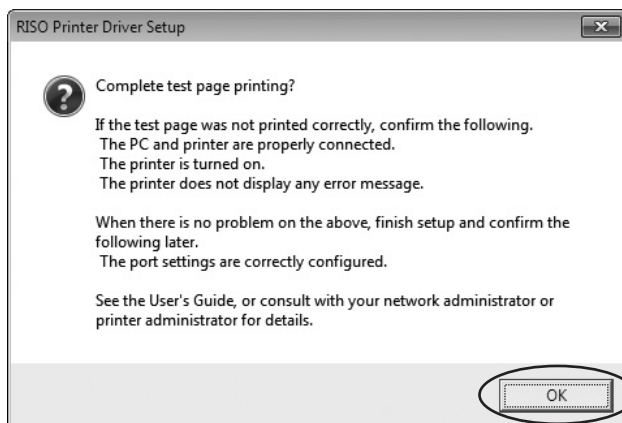 RISO Printer Driver Setup
Complete test page printing?
If the test page was not printed correctly, confirm the following.
The PC and printer are properly connected.
The printer is turned on.
The printer does not display any error message.
When there is no problem on the above, finish setup and confirm the
following later.
The port settings are correctly configured.
See the User's Guide, or consult with your network administrator or
printer administrator for details.
OK